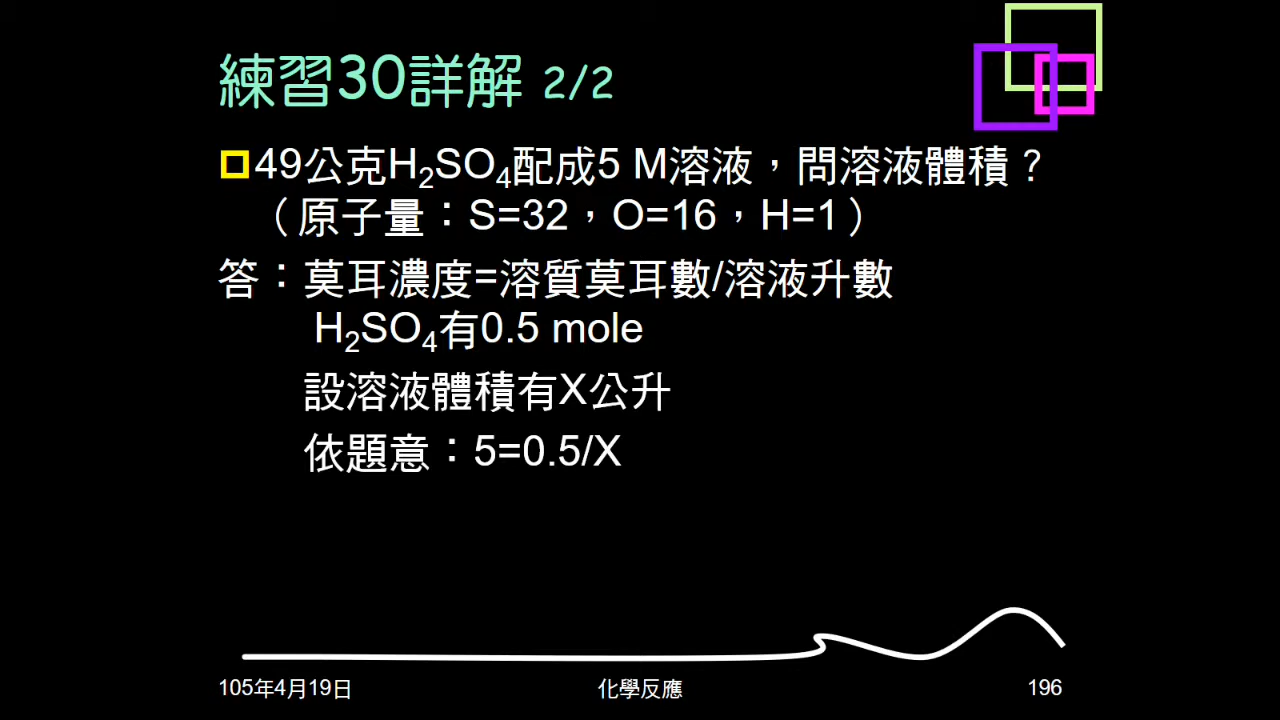 練習30詳解 2/2
49公克H₂SO₄配成5 M溶液，問溶液體積？
（原子量：S=32，O=16，H=1）
答：莫耳濃度=溶質莫耳數/溶液升數
H₂SO₄有0.5 mole
設溶液體積有X公升
依題意：5=0.5/X
105年4月19日
化學反應
196